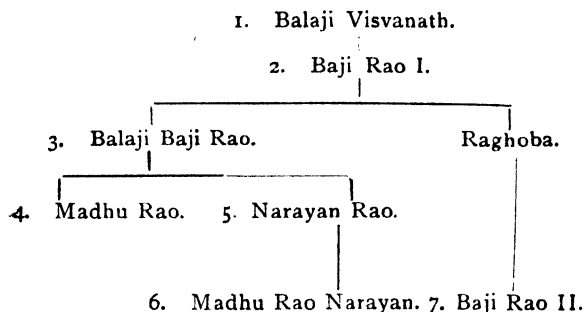 1. Balaji Visvanath.
2. Baji Rao I.
3. Balaji Baji Rao. Raghoba.
4. Madhu Rao. 5. Narayan Rao.
6. Madhu Rao Narayan. 7. Baji Rao II.